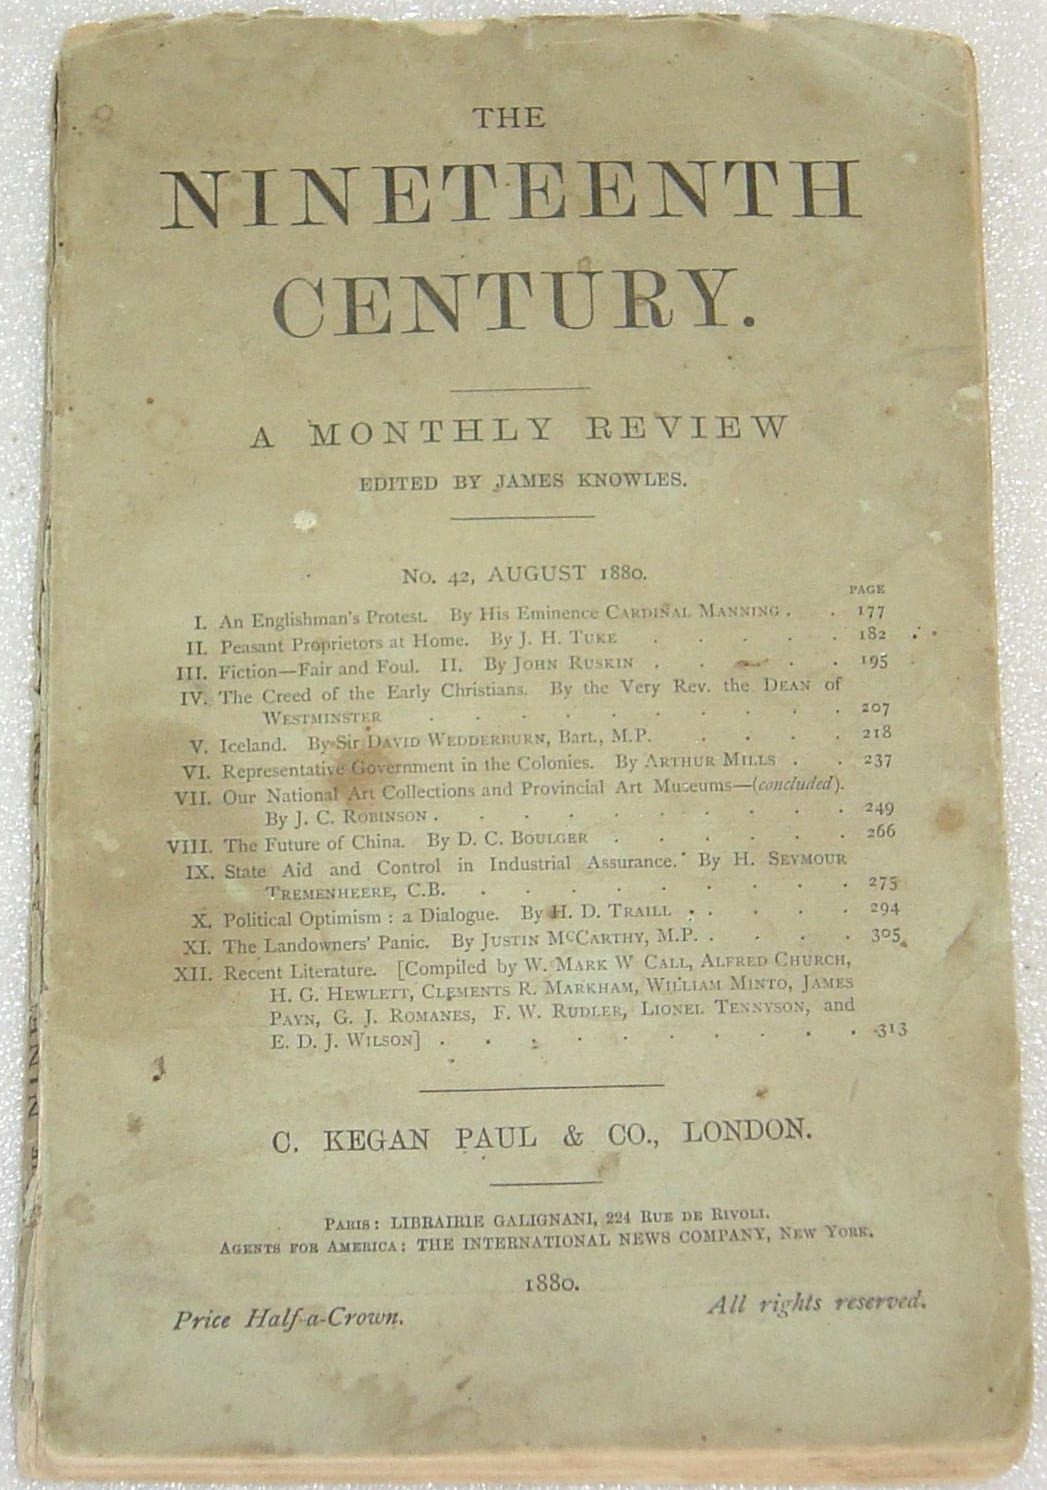 THE
NINETEENTH
CENTURY.
A MONTHLY REVIEW
EDITED BY JAMES KNOWLES.
No. 42, AUGUST 1880.
PAGE
I. An Englishman's Protest. By His Eminence CARDINAL MANNING . . 177
II. Peasant Proprietors at Home. By J. H. TUKE . . . . . 182
III. Fiction—Fair and Foul. II. By JOHN RUSKIN . . . . . 195
IV. The Creed of the Early Christians. By the Very Rev. the DEAN of
WESTMINSTER . . . . . . . . . . 207
V. Iceland. By Sir DAVID WEDDERBURN, Bart., M.P. . . . . 218
VI. Representative Government in the Colonies. By ARTHUR MILLS . . 237
VII. Our National Art Collections and Provincial Art Museums—(concluded).
By J. C. ROBINSON . . . . . . . . . . 249
VIII. The Future of China. By D. C. BOULGER . . . . . . 266
IX. State Aid and Control in Industrial Assurance. By H. SEYMOUR
TREMENHEERE, C.B. . . . . . . . . . 275
X. Political Optimism : a Dialogue. By H. D. TRAILL . . . . . 294
XI. The Landowners' Panic. By JUSTIN McCARTHY, M.P. . . . . 305
XII. Recent Literature. [Compiled by W. MARK W CALL, ALFRED CHURCH,
H. G. HEWLETT, CLEMENTS R. MARKHAM, WILLIAM MINTO, JAMES
PAYN, G. J. ROMANES, F. W. RUDLER, LIONEL TENNYSON, and
E. D. J. WILSON] . . . . . . . . . . 313
C. KEGAN PAUL & CO., LONDON.
PARIS: LIBRAIRIE GALIGNANI, 224 RUE DE RIVOLI.
AGENTS FOR AMERICA: THE INTERNATIONAL NEWS COMPANY, NEW YORK.
1880.
Price Half-a-Crown.
All rights reserved.